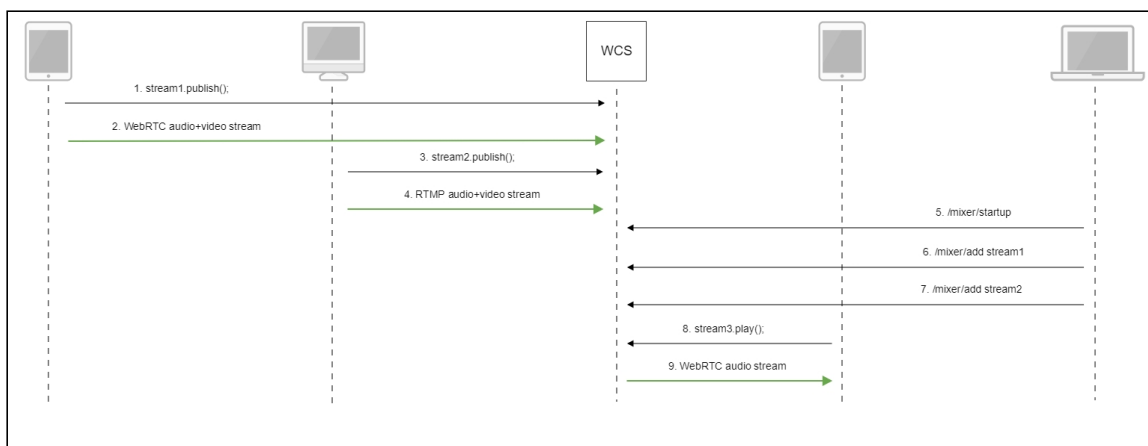 WCS
1. stream1.publish();
2. WebRTC audio+video stream
3. stream2.publish();
4. RTMP audio+video stream
5. /mixer/startup
6. /mixer/add stream1
7. /mixer/add stream2
8. stream3.play();
9. WebRTC audio stream